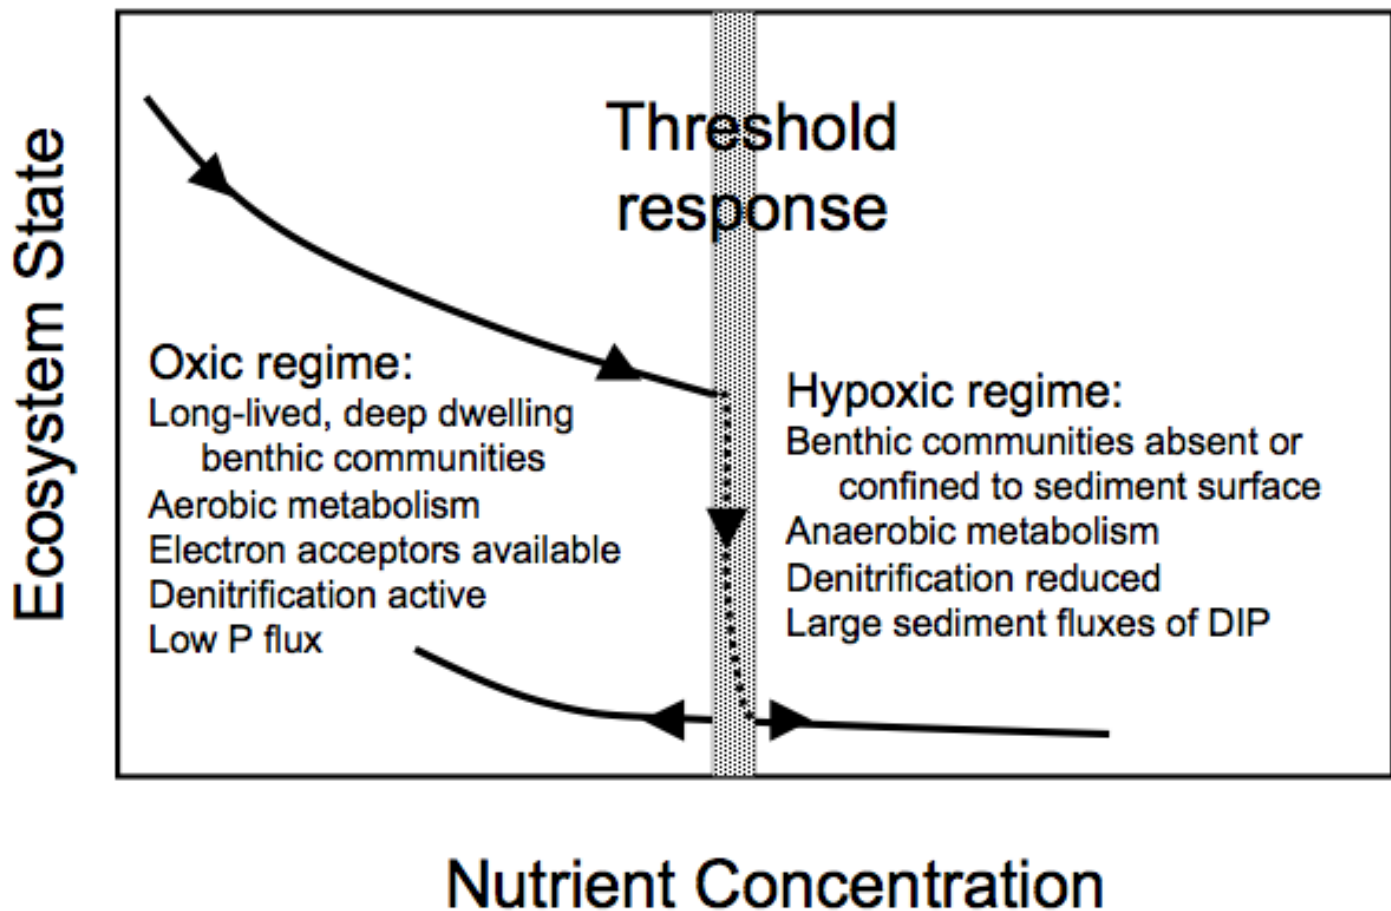 Threshold
response
Ecosystem State
Oxic regime:
Long-lived, deep dwelling
benthic communities
Aerobic metabolism
Electron acceptors available
Denitrification active
Low P flux
Hypoxic regime:
Benthic communities absent or
confined to sediment surface
Anaerobic metabolism
Denitrification reduced
Large sediment fluxes of DIP
Nutrient Concentration